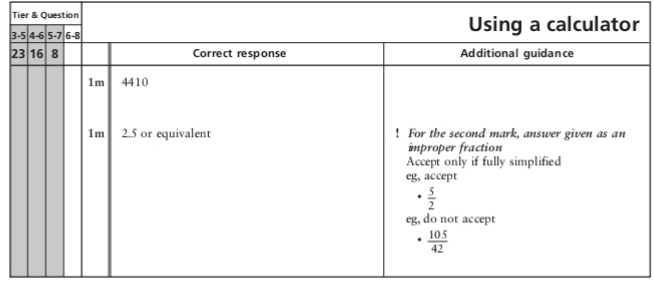 Tier & Question
Using a calculator
3-5 4-6 5-7 6-8
23 16 8
Correct response
Additional guidance
1m 4410
1m 2.5 or equivalent
! For the second mark, answer given as an
improper fraction
Accept only if fully simplified
eg, accept
• 5/2
eg, do not accept
• 105/42